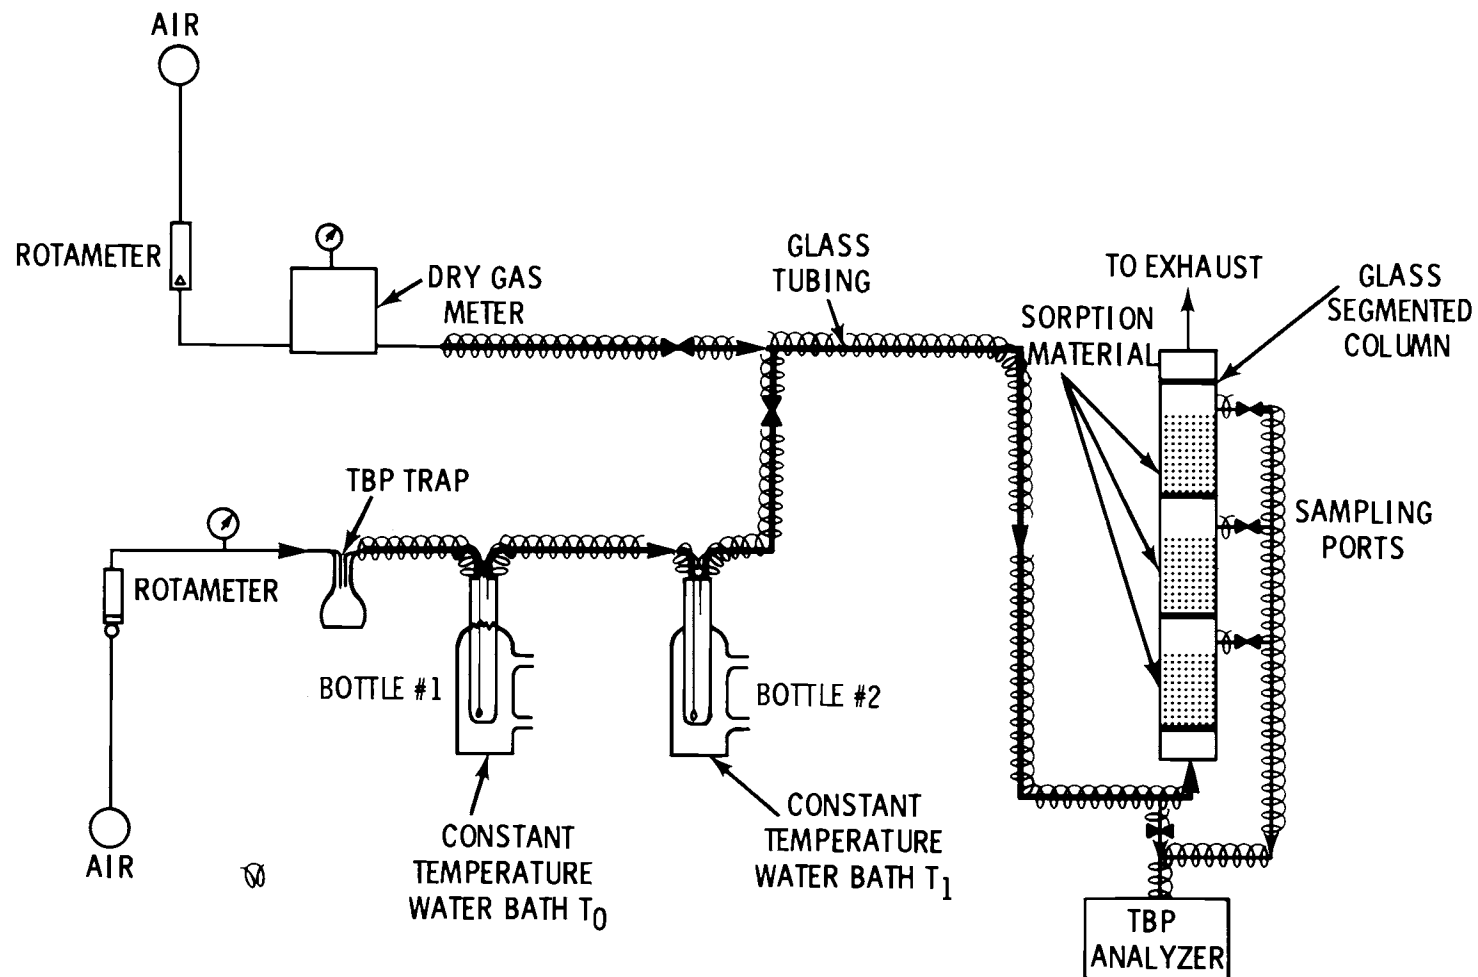 AIR
ROTAMETER
DRY GAS
METER
GLASS
TUBING
TO EXHAUST
GLASS
SEGMENTED
COLUMN
SORPTION
MATERIAL
TBP TRAP
SAMPLING
PORTS
ROTAMETER
BOTTLE #1
BOTTLE #2
CONSTANT
TEMPERATURE
WATER BATH T0
CONSTANT
TEMPERATURE
WATER BATH T1
AIR
TBP
ANALYZER